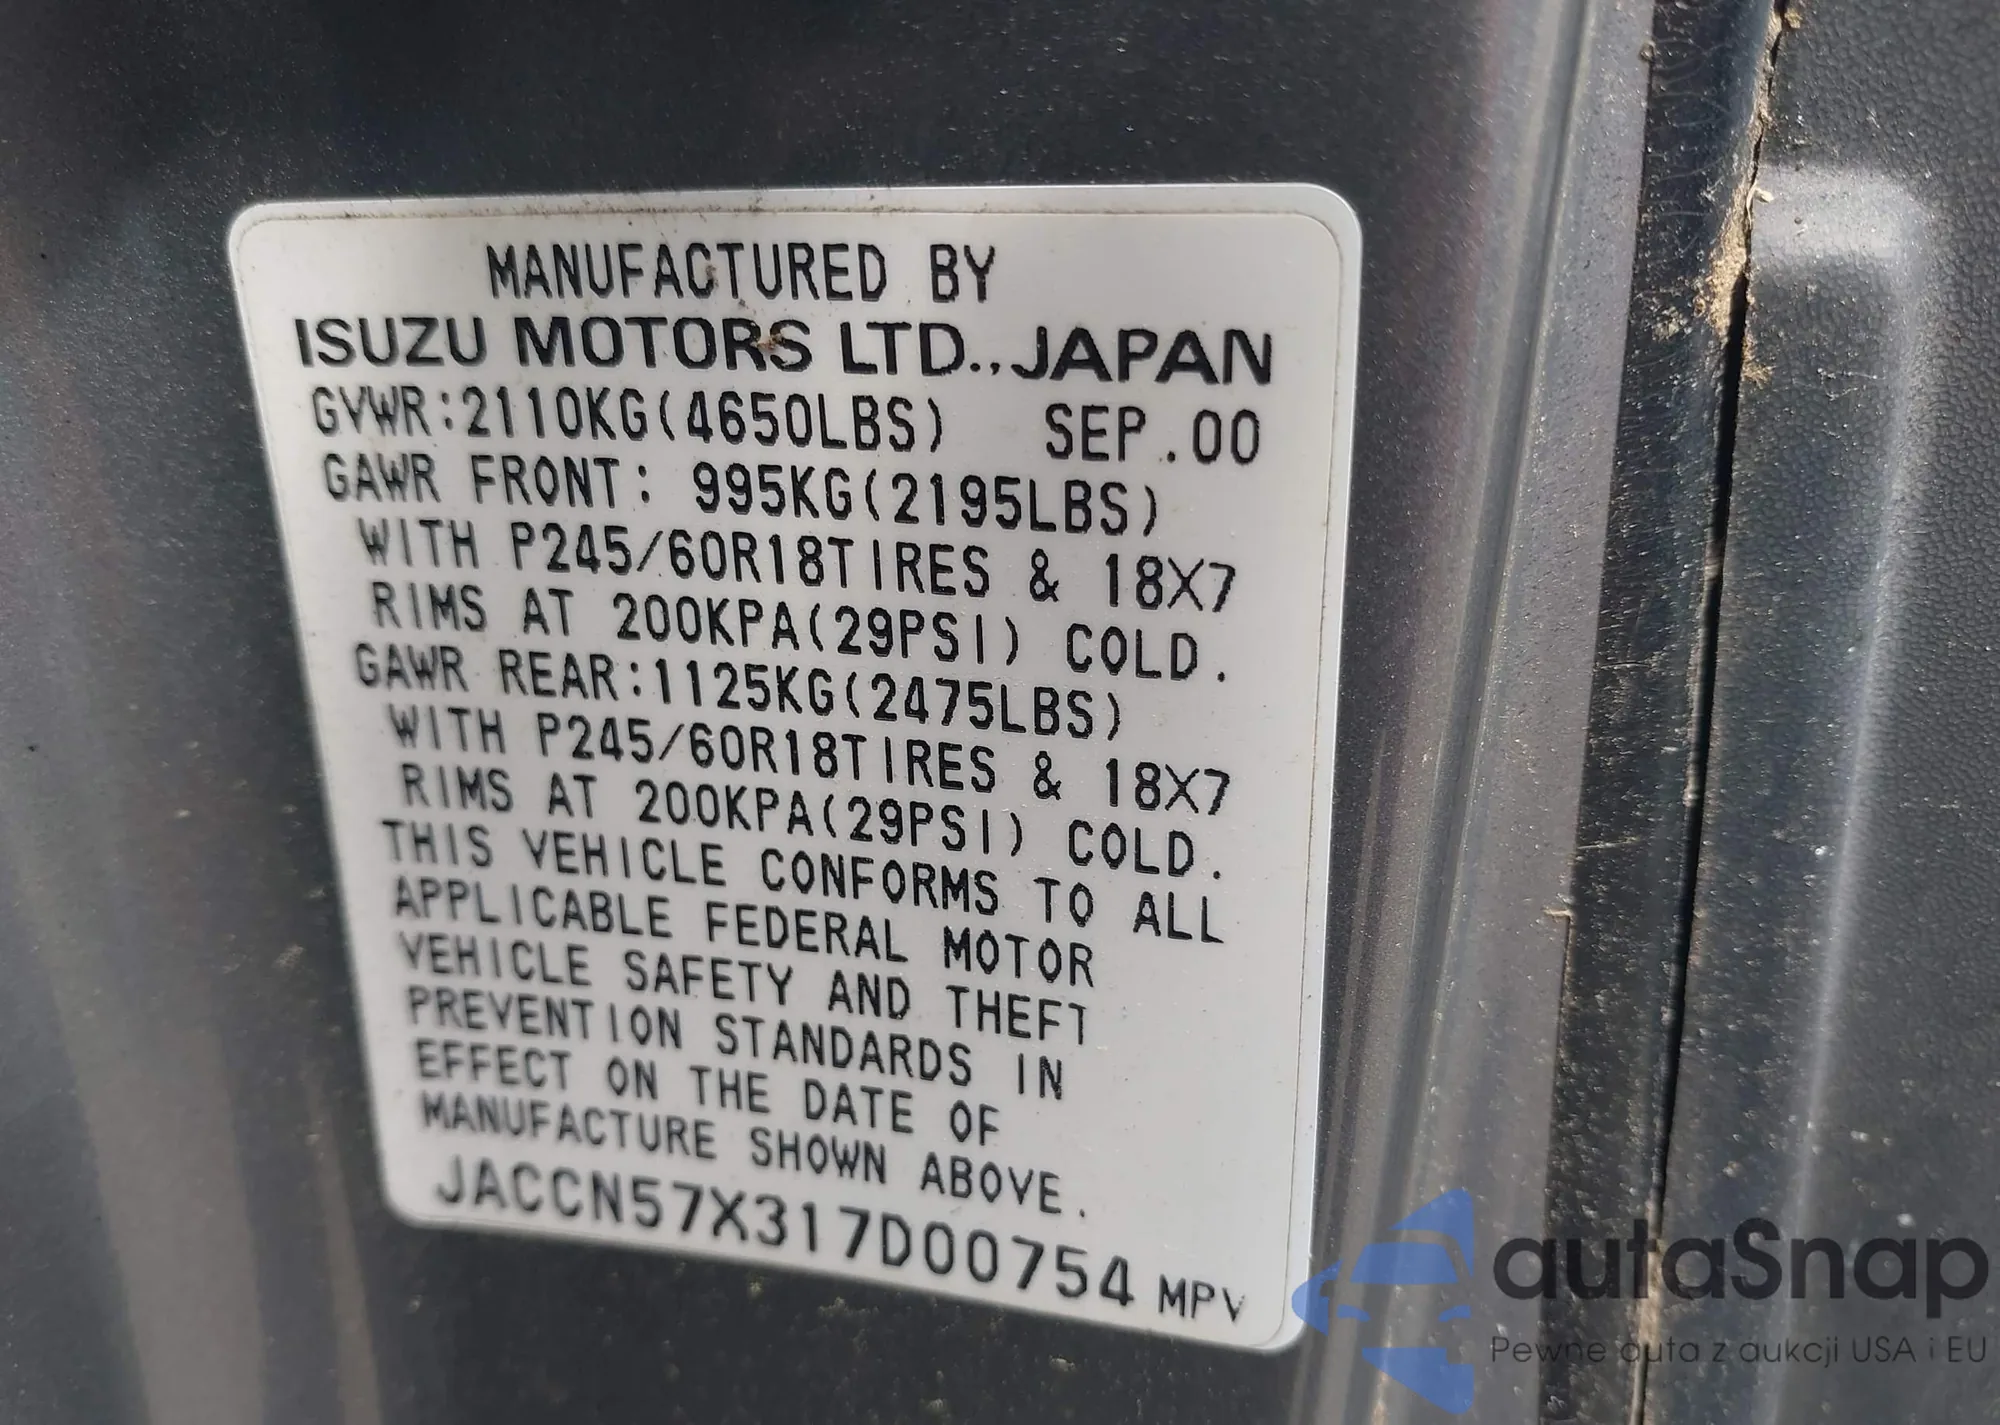 MANUFACTURED BY
ISUZU MOTORS LTD., JAPAN
GVWR:2110KG(4650LBS) SEP.00
GAWR FRONT: 995KG(2195LBS)
WITH P245/60R18TIRES & 18X7
RIMS AT 200KPA(29PSI) COLD.
GAWR REAR:1125KG(2475LBS)
WITH P245/60R18TIRES & 18X7
RIMS AT 200KPA(29PSI) COLD.
THIS VEHICLE CONFORMS TO ALL
APPLICABLE FEDERAL MOTOR
VEHICLE SAFETY AND THEFT
PREVENTION STANDARDS IN
EFFECT ON THE DATE OF
MANUFACTURE SHOWN ABOVE.
JACCN57X317D00754 MPV
autaSnap
Pewne auta z aukcji USA i EU